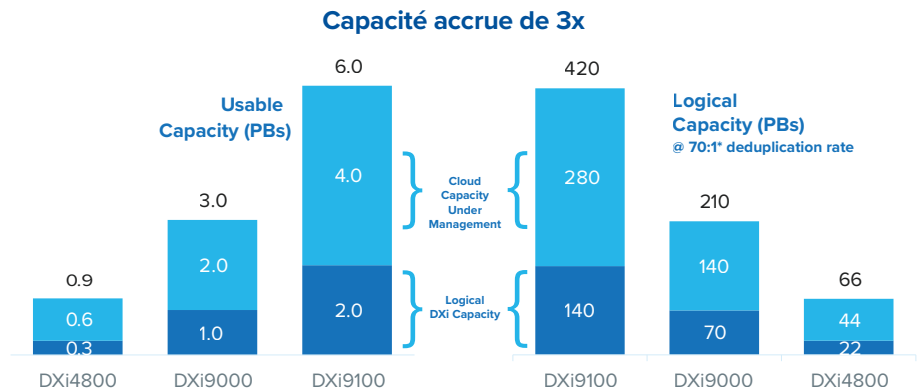 Capacité accrue de 3x
Usable
Capacity (PBs)
6.0
4.0
2.0
3.0
2.0
1.0
0.9
0.6
0.3
DXi4800
DXi9000
DXi9100
Cloud
Capacity
Under
Management
Logical
DXi Capacity
Logical
Capacity (PBs)
@ 70:1* deduplication rate
420
280
140
210
140
70
66
44
22
DXi9100
DXi9000
DXi4800